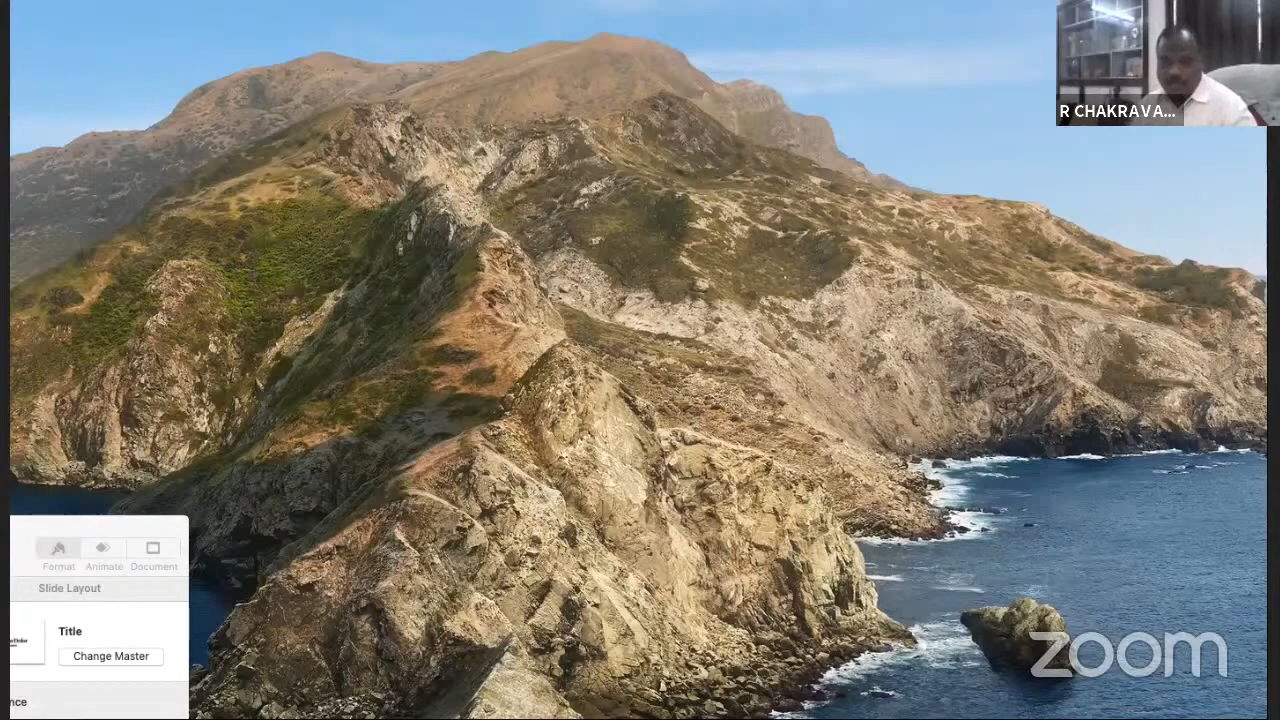 R CHAKRAVA...
Format Animate Document
Slide Layout
Title
Change Master
nce
zoom